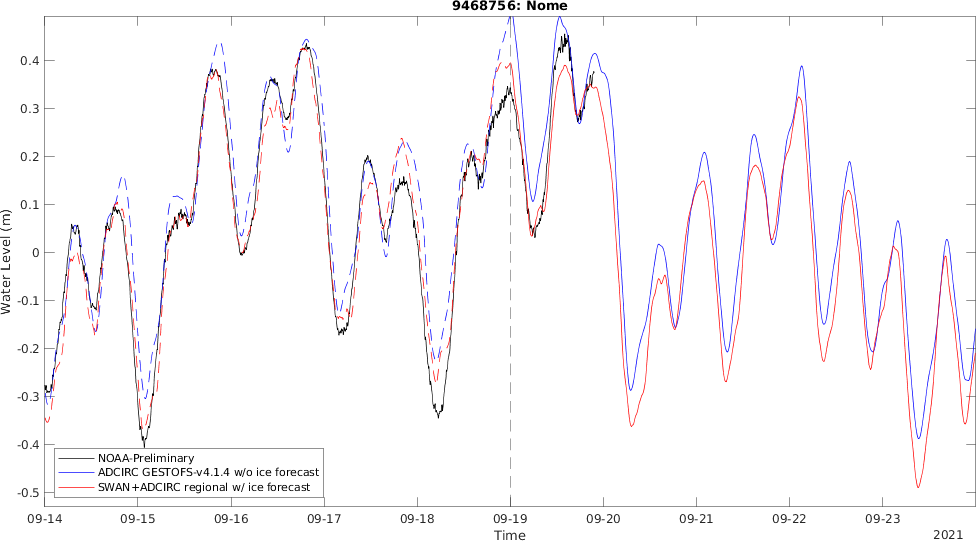 9468756: Nome
Water Level (m)
0.4
0.3
0.2
0.1
0
-0.1
-0.2
-0.3
-0.4
-0.5
NOAA-Preliminary
ADCIRC GESTOFS-v4.1.4 w/o ice forecast
SWAN+ADCIRC regional w/ ice forecast
09-14 09-15 09-16 09-17 09-18 09-19 09-20 09-21 09-22 09-23
Time
2021